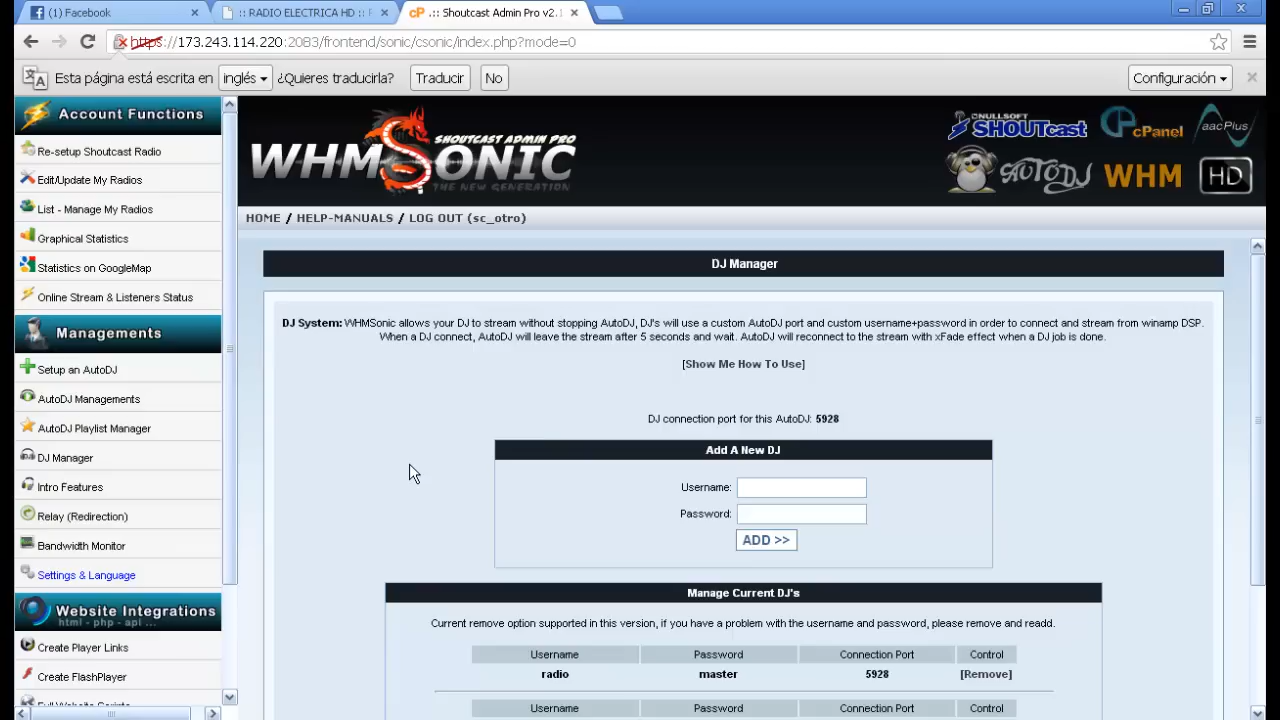 (1) Facebook
:: RADIO ELECTRICA HD ::
.:: Shoutcast Admin Pro v2.
https://173.243.114.220:2083/frontend/sonic/csonic/index.php?mode=0
Esta página está escrita en inglés ¿Quieres traducirla? Traducir No Configuración
Account Functions
Re-setup Shoutcast Radio
Edit/Update My Radios
List - Manage My Radios
Graphical Statistics
Statistics on GoogleMap
Online Stream & Listeners Status
Managements
Setup an AutoDJ
AutoDJ Managements
AutoDJ Playlist Manager
DJ Manager
Intro Features
Relay (Redirection)
Bandwidth Monitor
Settings & Language
Website Integrations
html - php - api ...
Create Player Links
Create FlashPlayer
Full Website Scripts
SHOUTCAST ADMIN PRO
WHMSONIC
THE NEW GENERATION
NULLSOFT
SHOUTcast
cPanel
aacPlus
AUTODJ
WHM
HD
HOME / HELP-MANUALS / LOG OUT (sc_otro)
DJ Manager
DJ System: WHMSonic allows your DJ to stream without stopping AutoDJ, DJ's will use a custom AutoDJ port and custom username+password in order to connect and stream from winamp DSP.
When a DJ connect, AutoDJ will leave the stream after 5 seconds and wait. AutoDJ will reconnect to the stream with xFade effect when a DJ job is done.
[Show Me How To Use]
DJ connection port for this AutoDJ: 5928
Add A New DJ
Username:
Password:
ADD >>
Manage Current DJ's
Current remove option supported in this version, if you have a problem with the username and password, please remove and readd.
Username Password Connection Port Control
radio master 5928 [Remove]
Username Password Connection Port Control